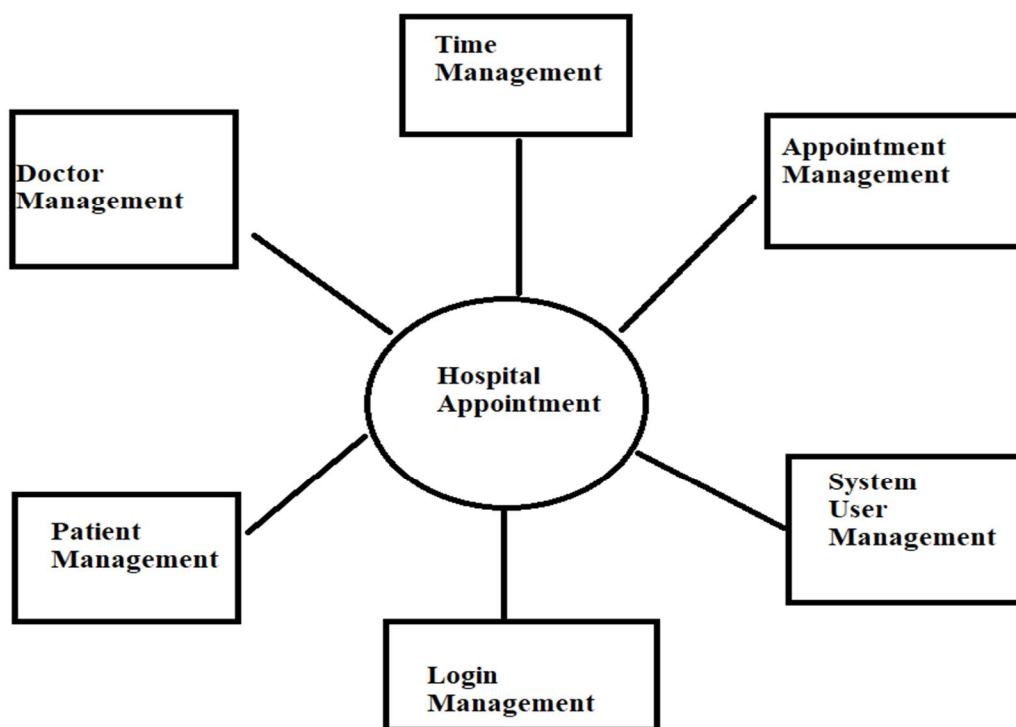 Time
Management
Doctor
Management
Appointment
Management
Hospital
Appointment
Patient
Management
System
User
Management
Login
Management